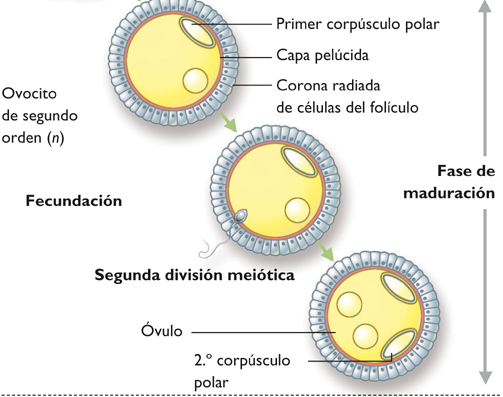 Primer corpúsculo polar
Capa pelúcida
Corona radiada
de células del folículo
Ovocito
de segundo
orden (n)
Fase de
maduración
Fecundación
Segunda división meiótica
Óvulo
2.º corpúsculo
polar